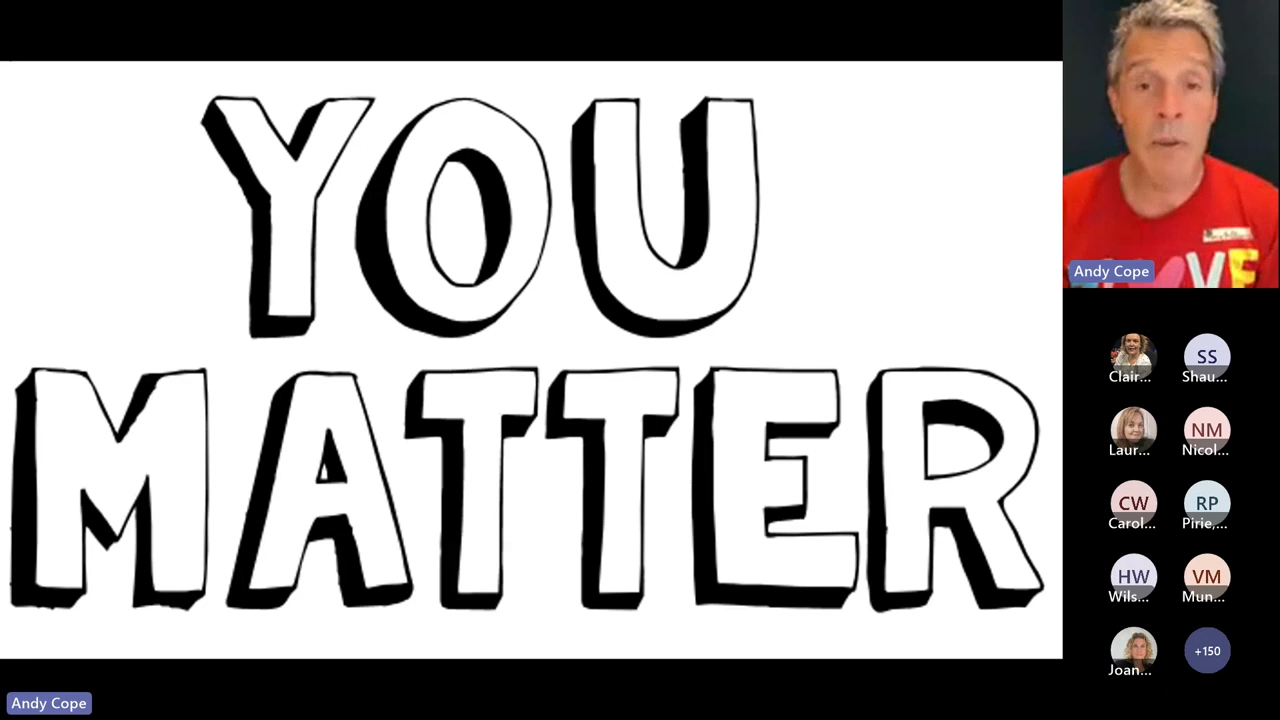 YOU
MATTER
Andy Cope
Clair...
SS
Shau...
Laur...
NM
Nicol...
CW
Carol...
RP
Pirie,...
HW
Wils...
VM
Mun...
Joan...
+150
Andy Cope